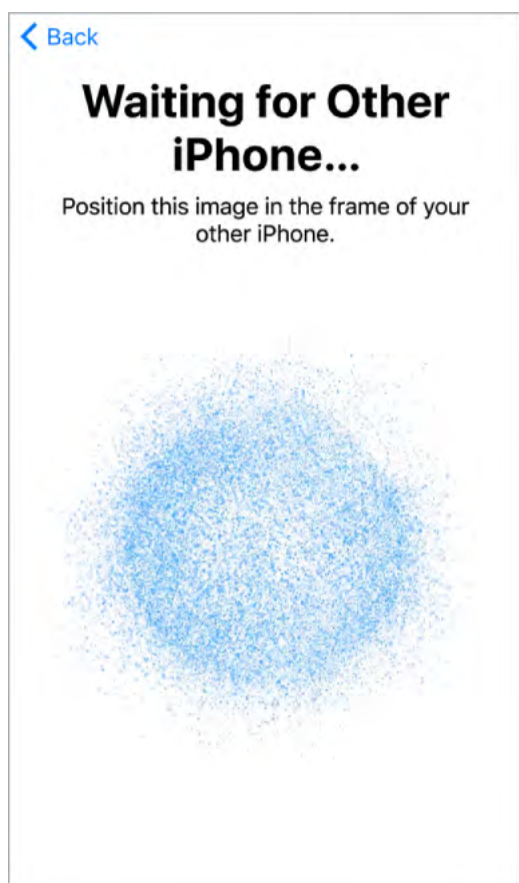 Back
Waiting for Other
iPhone...
Position this image in the frame of your
other iPhone.